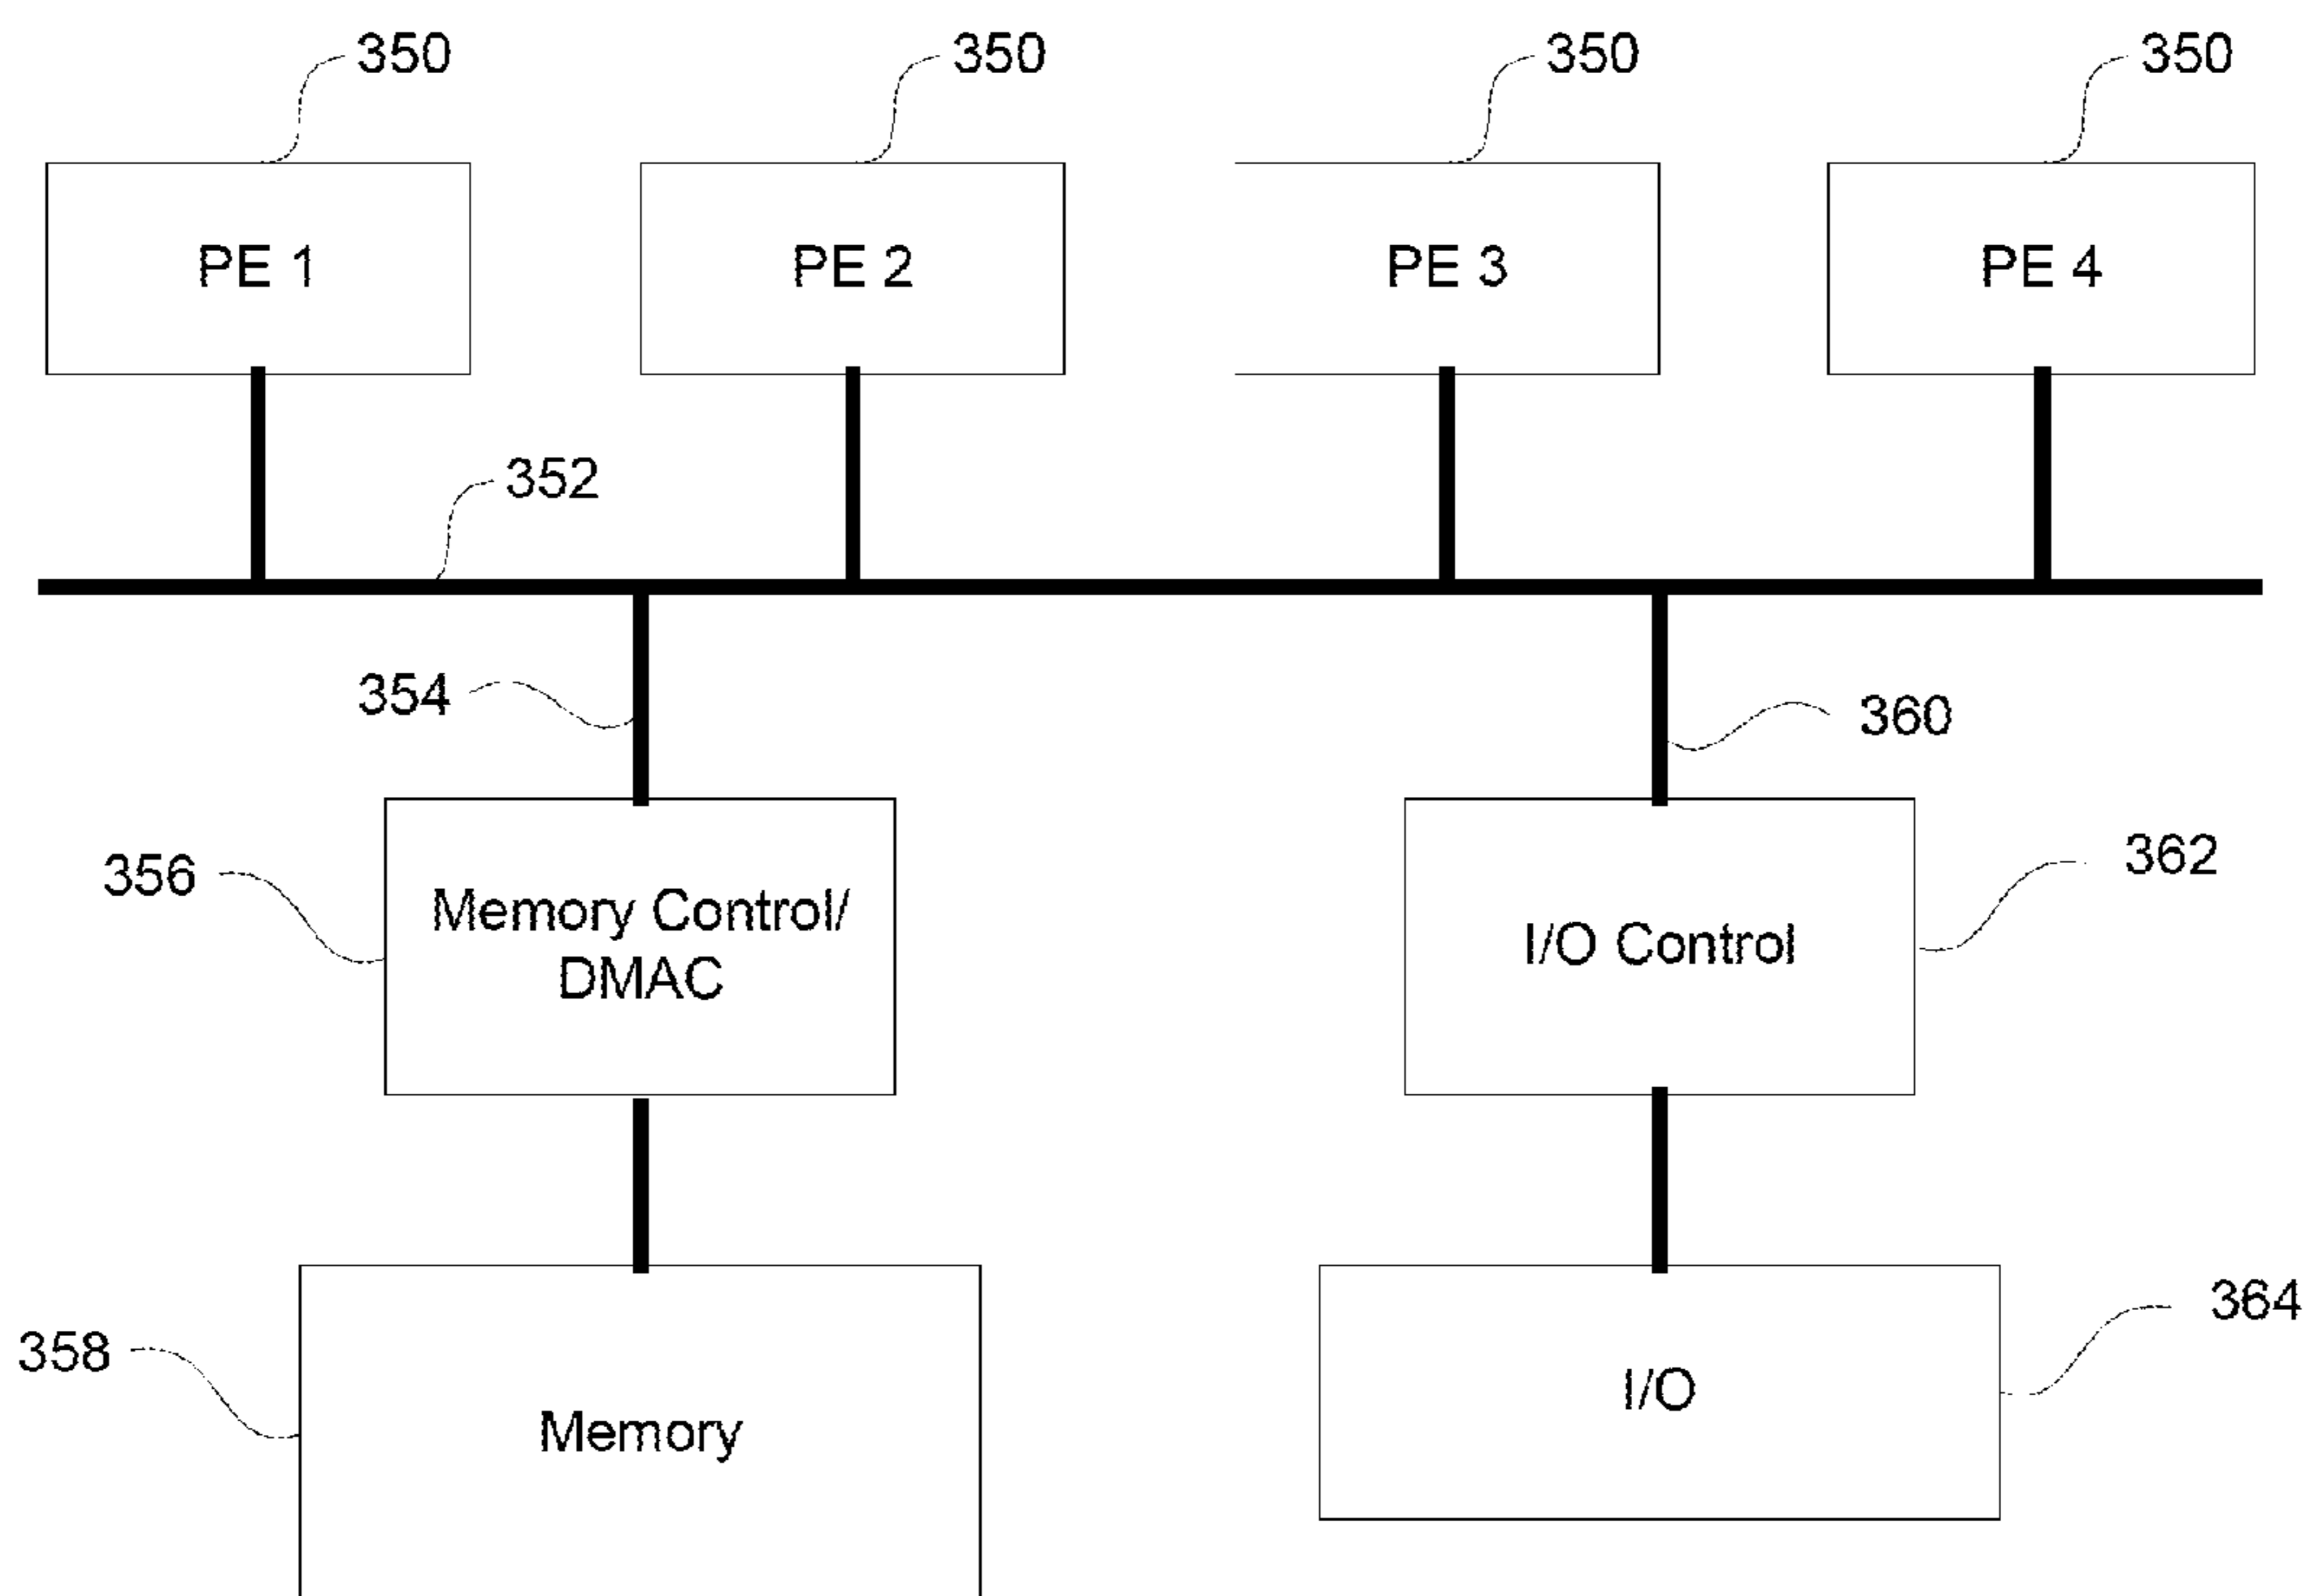 350
350
350
350
PE 1
PE 2
PE 3
PE 4
352
354
360
356
Memory Control/
DMAC
I/O Control
362
358
Memory
I/O
364